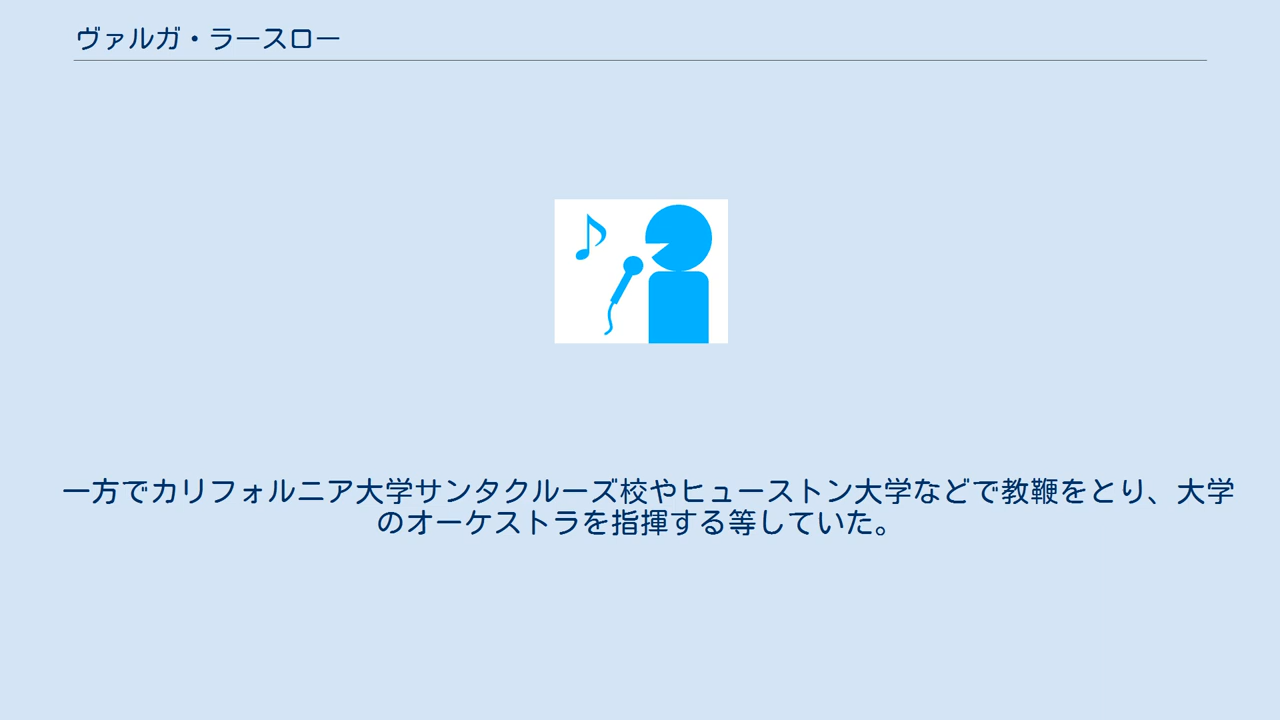 ヴァルガ・ラースロー
一方でカリフォルニア大学サンタクルーズ校やヒューストン大学などで教鞭をとり、大学
のオーケストラを指揮する等していた。